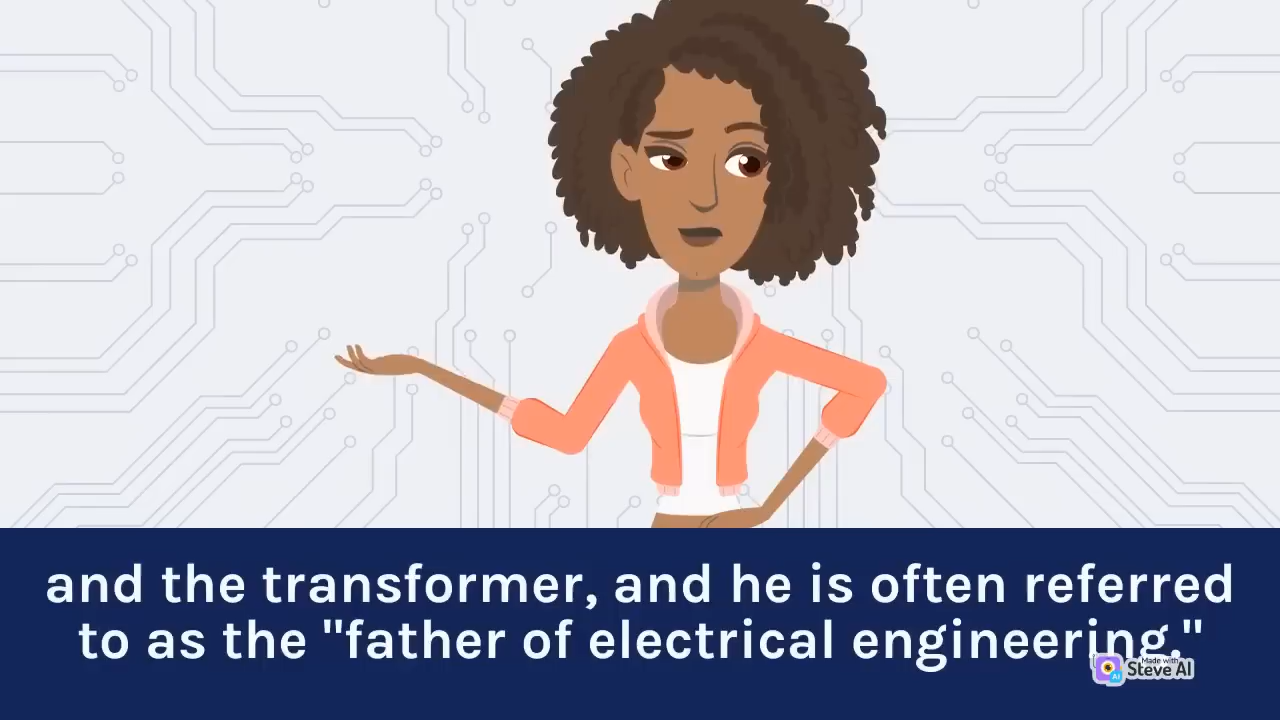 and the transformer, and he is often referred
to as the "father of electrical engineering."
Made with
Steve AI
AI